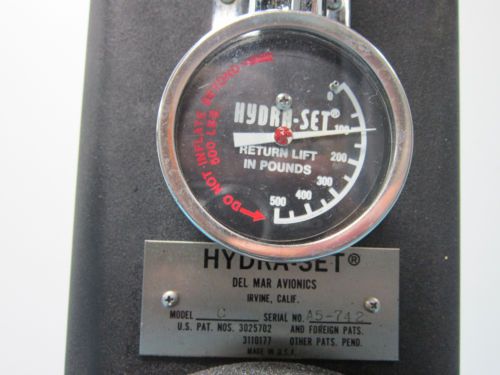 DO NOT INFLATE BEYOND
600 LBS
HYDRA-SET®
RETURN LIFT
IN POUNDS
0
100
200
300
400
500
HYDRA-SET®
DEL MAR AVIONICS
IRVINE, CALIF.
MODEL C SERIAL NO. A5-742
U.S. PAT. NOS. 3025702 AND FOREIGN PATS.
3110177 OTHER PATS. PEND.
MADE IN U.S.A.